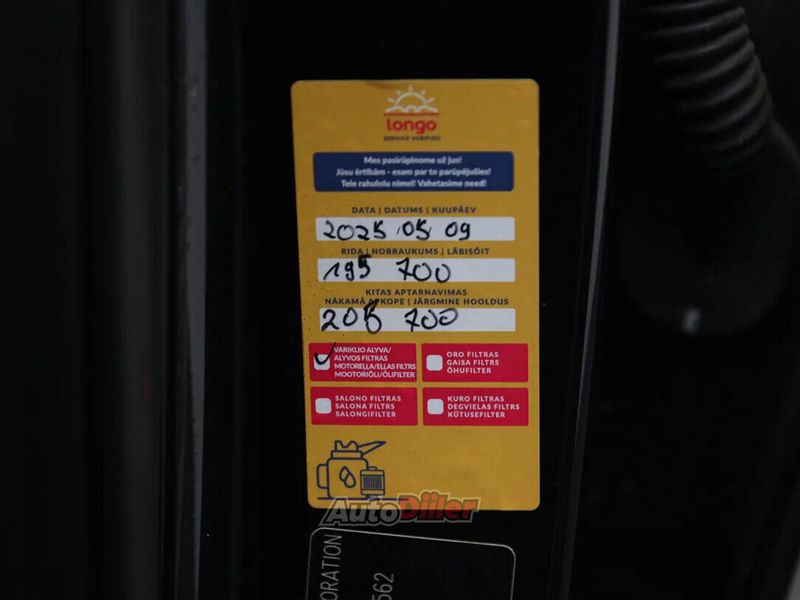 longo
SERVICE VERIFIED
Mes pasirūpinome už jus!
Jūsu ērtībām - esam par to parūpējušies!
Teie rahulolu nimel! Vahetasime need!
DATA | DATUMS | KUUPÄEV
2025 05 09
RIDA | NOBRAUKUMS | LÄBISÕIT
195 700
KITAS APTARNAVIMAS
NĀKAMĀ APKOPE | JÄRGMINE HOOLDUS
205 700
VARIKLIO ALYVA/
ALYVOS FILTRAS
MOTOREĻĻA/EĻĻAS FILTRS
MOOTORIÕLI/ÕLIFILTER
ORO FILTRAS
GAISA FILTRS
ÕHUFILTER
SALONO FILTRAS
SALONA FILTRS
SALONGIFILTER
KURO FILTRAS
DEGVIELAS FILTRS
KÜTUSEFILTER
AutoDiiler
ORATION
562